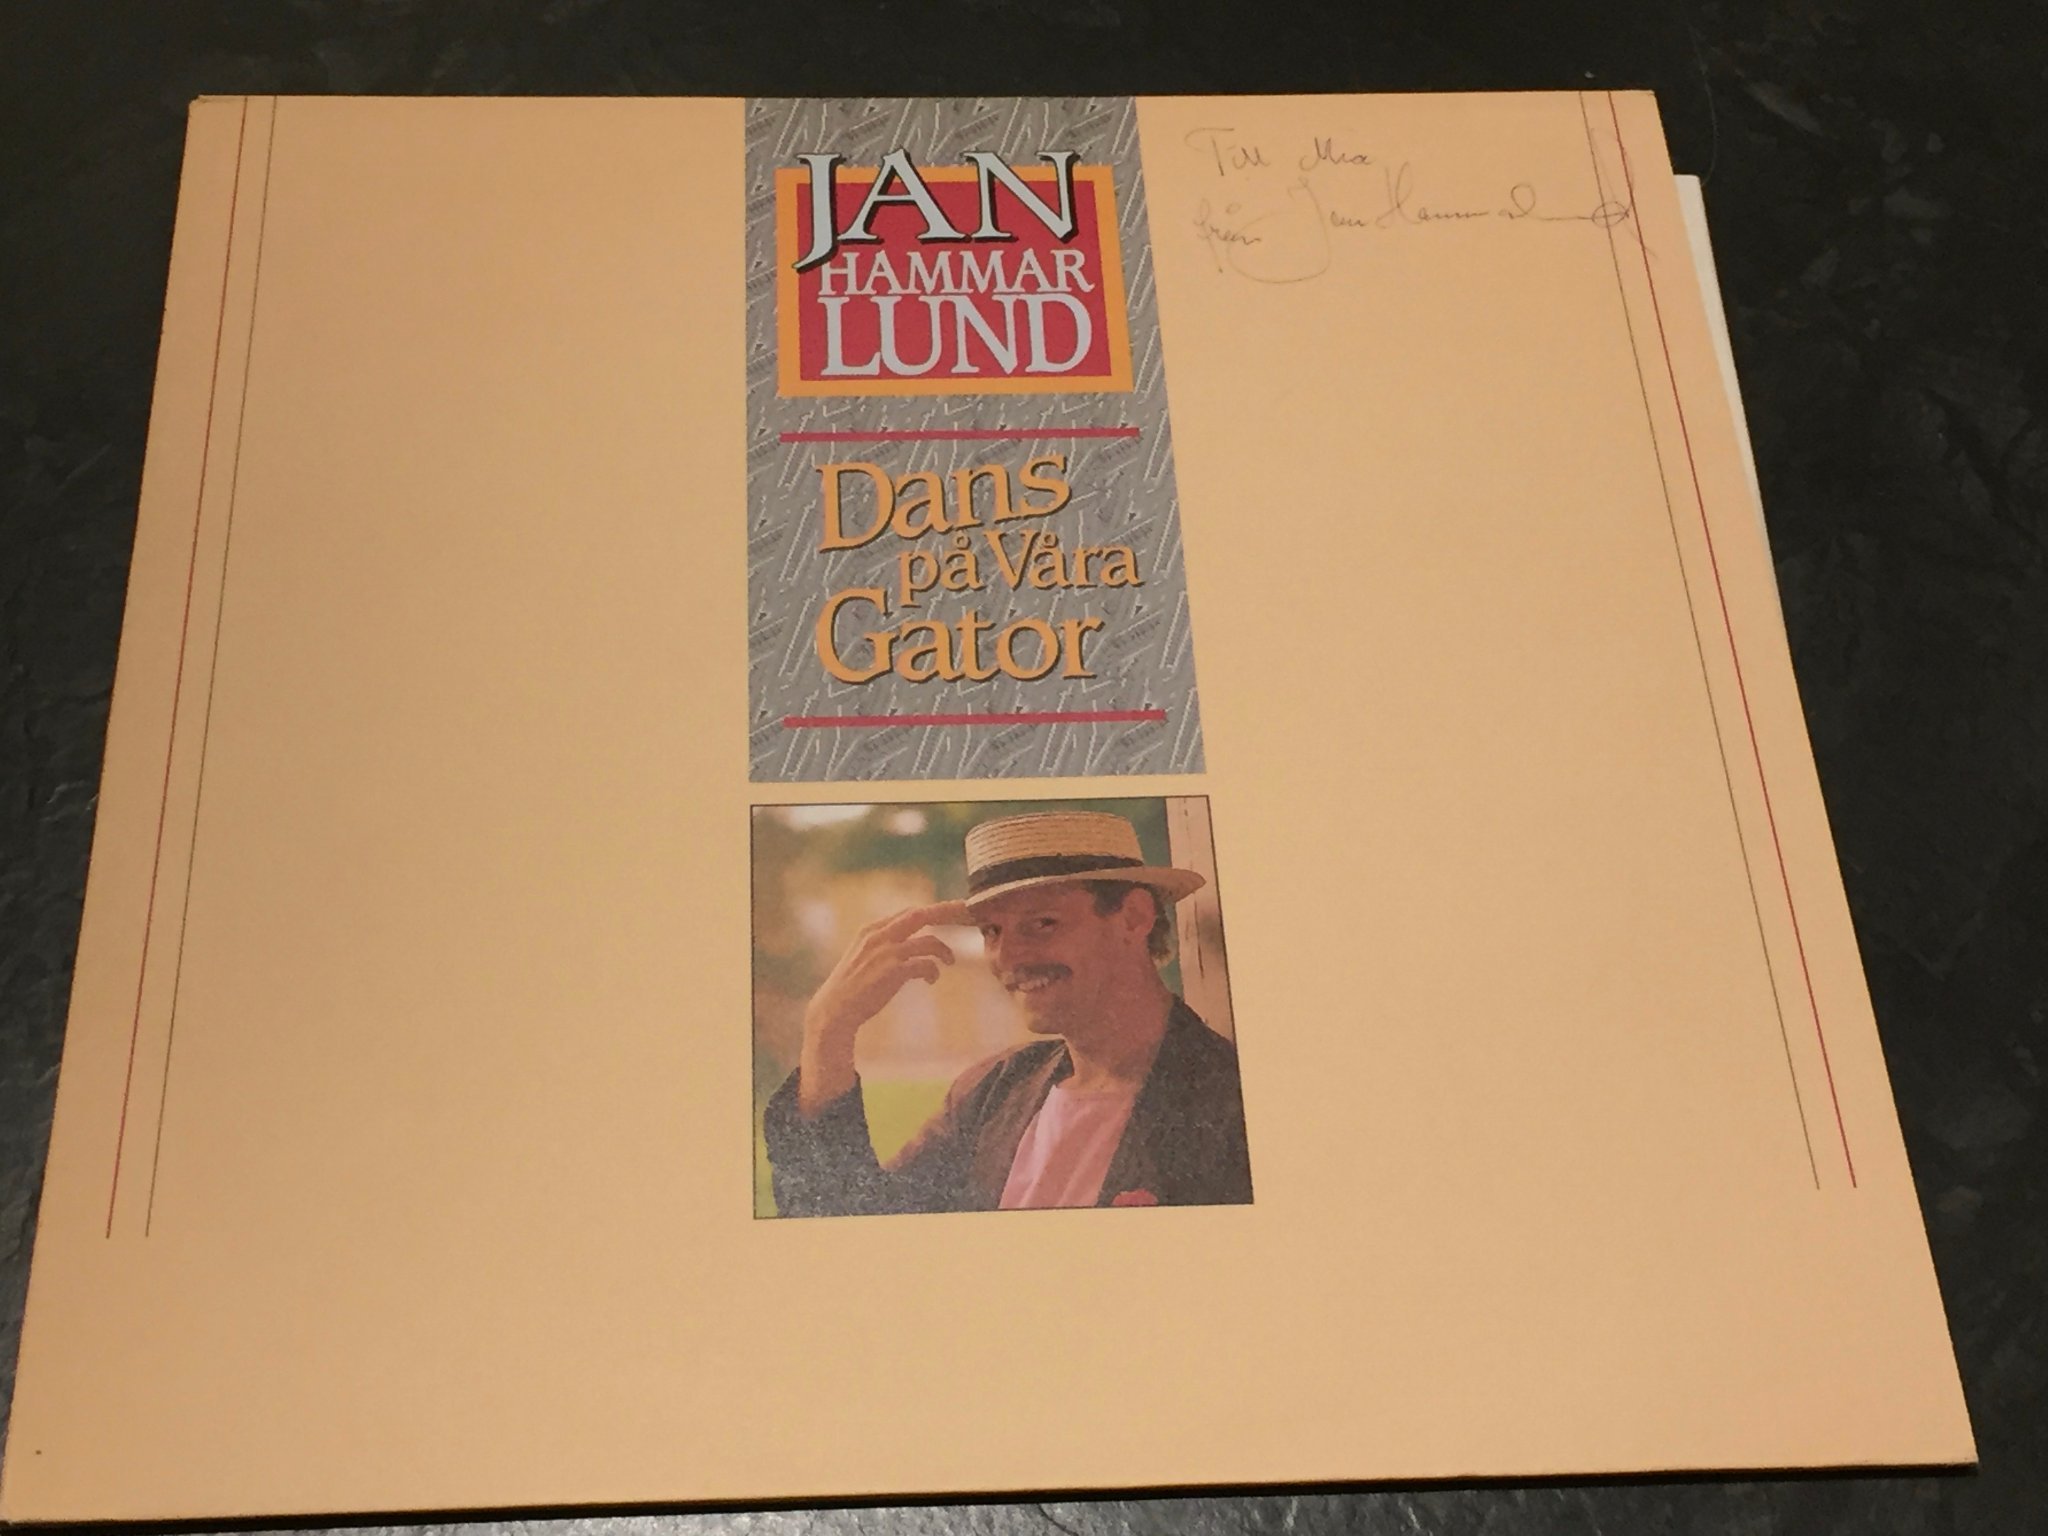 JAN
HAMMAR
LUND
Till Mia
från Jan Hammarlund
Dans
på Våra
Gator